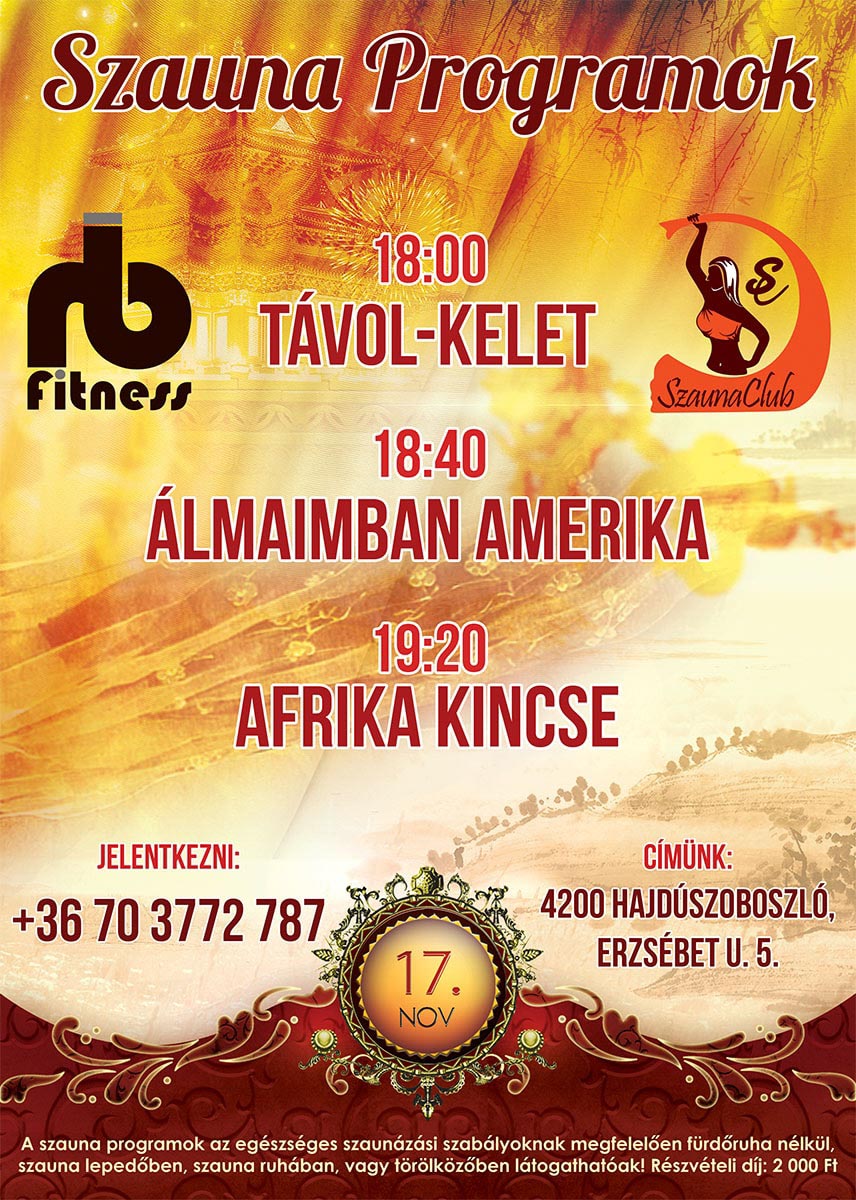 Szauna Programok
rb
Fitness
18:00
TÁVOL-KELET
SC
SzaunaClub
18:40
ÁLMAIMBAN AMERIKA
19:20
AFRIKA KINCSE
JELENTKEZNI:
+36 70 3772 787
CÍMÜNK:
4200 HAJDÚSZOBOSZLÓ,
ERZSÉBET U. 5.
17.
NOV
A szauna programok az egészséges szaunázási szabályoknak megfelelően fürdőruha nélkül,
szauna lepedőben, szauna ruhában, vagy törölközőben látogathatóak! Részvételi díj: 2 000 Ft